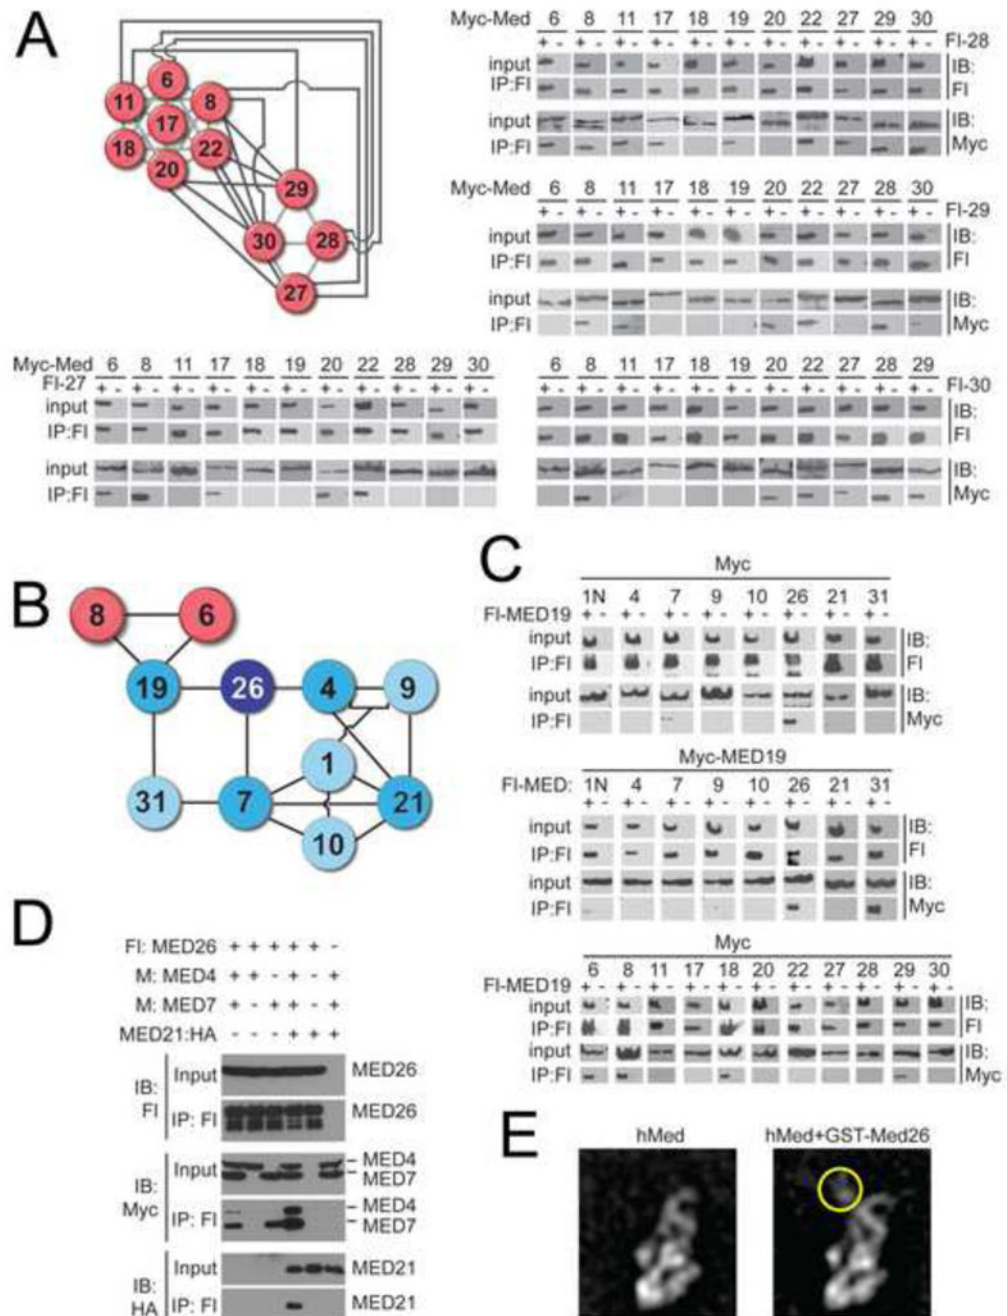 A
6
11
8
17
18
22
20
29
30
28
27
Myc-Med 6 8 11 17 18 19 20 22 27 29 30
+ - + - + - + - + - + - + - + - + - + - + - Fl-28
input IB:
IP:Fl Fl
input IB:
IP:Fl Myc
Myc-Med 6 8 11 17 18 19 20 22 27 28 30
+ - + - + - + - + - + - + - + - + - + - + - Fl-29
input IB:
IP:Fl Fl
input IB:
IP:Fl Myc
Myc-Med 6 8 11 17 18 19 20 22 28 29 30
Fl-27 + - + - + - + - + - + - + - + - + - + - + -
input
IP:Fl
input
IP:Fl
6 8 11 17 18 19 20 22 27 28 29
+ - + - + - + - + - + - + - + - + - + - + - Fl-30
IB:
Fl
IB:
Myc
B
8 6
19 26 4 9
1
31 7 21
10
C
Myc
1N 4 7 9 10 26 21 31
Fl-MED19 + - + - + - + - + - + - + - + -
input IB:
IP:Fl Fl
input IB:
IP:Fl Myc
Myc-MED19
Fl-MED: 1N 4 7 9 10 26 21 31
+ - + - + - + - + - + - + - + -
input IB:
IP:Fl Fl
input IB:
IP:Fl Myc
Myc
6 8 11 17 18 20 22 27 28 29 30
Fl-MED19 + - + - + - + - + - + - + - + - + - + - + -
input IB:
IP:Fl Fl
input IB:
IP:Fl Myc
D
Fl: MED26 + + + + + -
M: MED4 + + - + - +
M: MED7 + - + + - +
MED21:HA - - - + + +
IB: Fl
Input MED26
IP: Fl MED26
IB: Myc
Input MED4
MED7
IP: Fl MED4
MED7
IB: HA
Input MED21
IP: Fl MED21
E
hMed hMed+GST-Med26